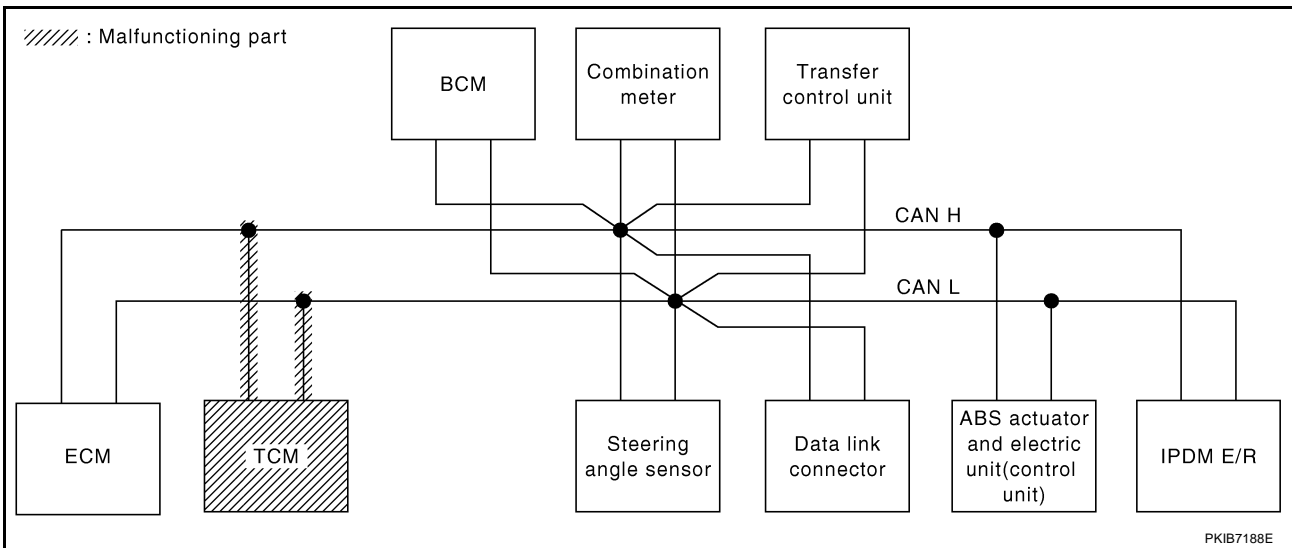 : Malfunctioning part
BCM
Combination
meter
Transfer
control unit
CAN H
CAN L
ECM
TCM
Steering
angle sensor
Data link
connector
ABS actuator
and electric
unit(control
unit)
IPDM E/R
PKIB7188E